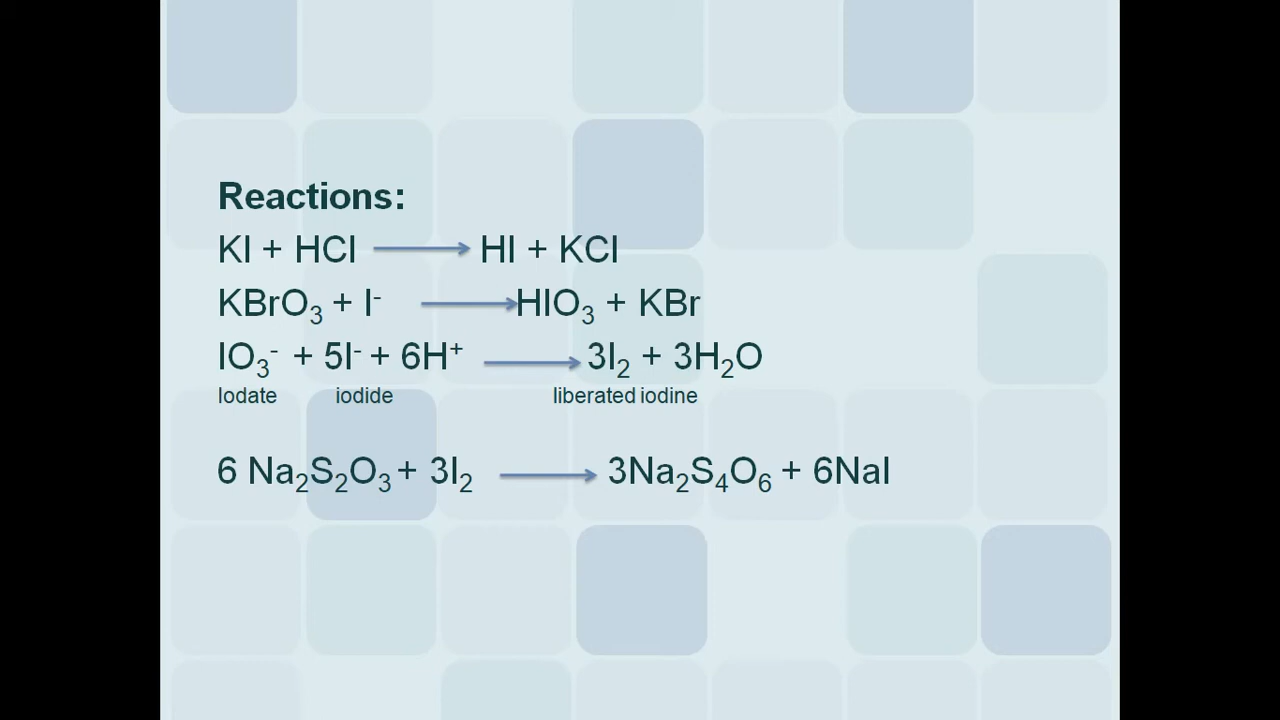 Reactions:
KI + HCl → HI + KCl
KBrO₃ + I⁻ → HIO₃ + KBr
IO₃⁻ + 5I⁻ + 6H⁺ → 3I₂ + 3H₂O
Iodate iodide liberated iodine
6 Na₂S₂O₃ + 3I₂ → 3Na₂S₄O₆ + 6NaI